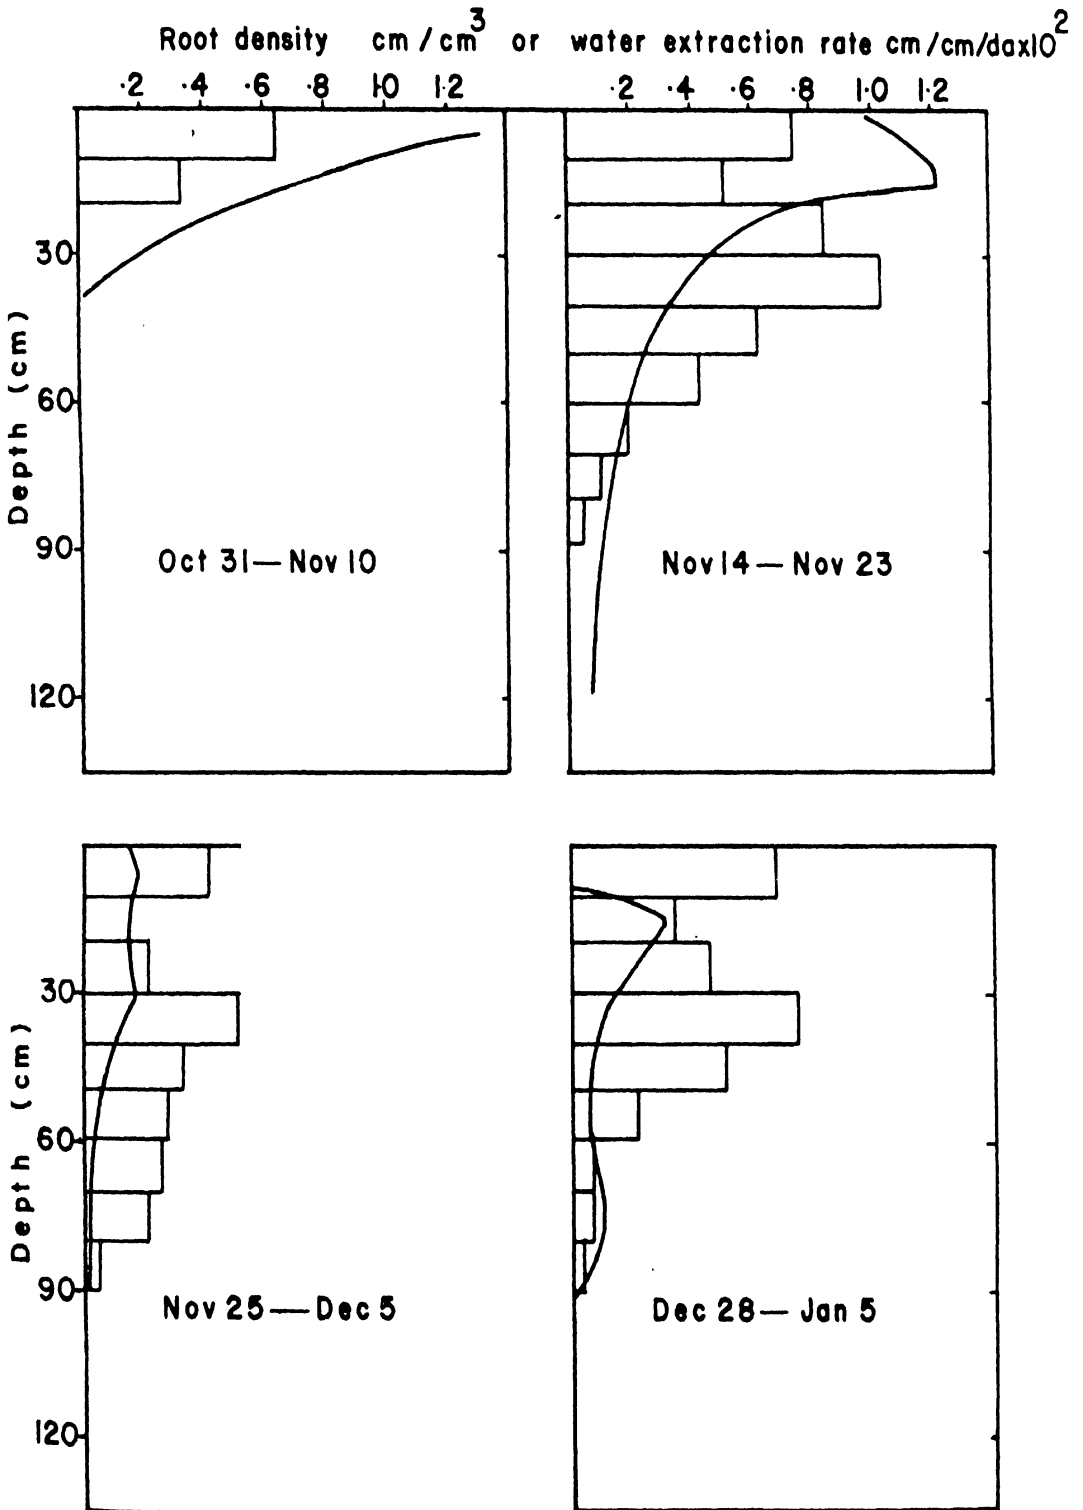 Root density cm/cm³ or water extraction rate cm/cm/dax10²
·2 ·4 ·6 ·8 1·0 1·2 ·2 ·4 ·6 ·8 1·0 1·2
30
60
90
120
Depth (cm)
Oct 31—Nov 10 Nov 14—Nov 23
30
60
90
120
Depth (cm)
Nov 25—Dec 5 Dec 28—Jan 5